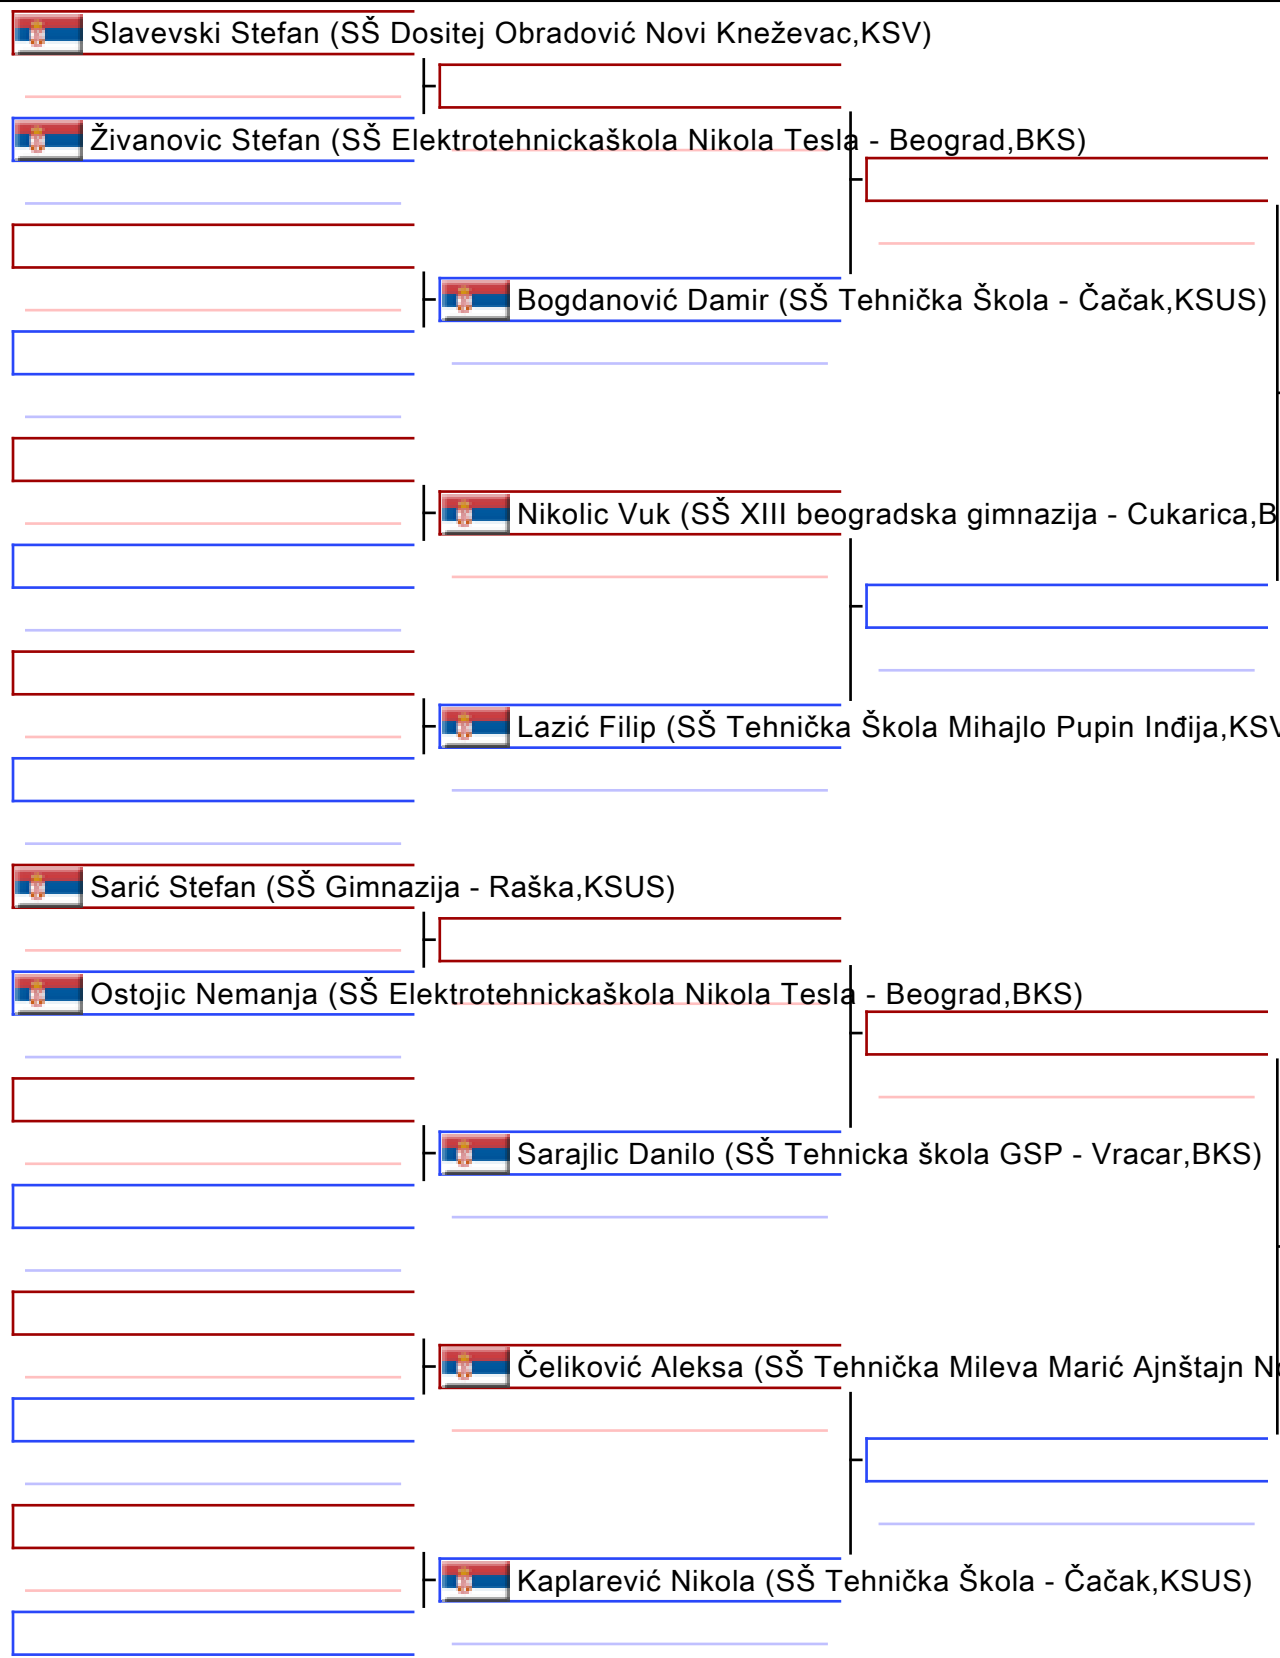 Slavevski Stefan (SŠ Dositej Obradović Novi Kneževac,KSV)
Živanovic Stefan (SŠ Elektrotehnickaškola Nikola Tesla - Beograd,BKS)
Bogdanović Damir (SŠ Tehnička Škola - Čačak,KSUS)
Nikolic Vuk (SŠ XIII beogradska gimnazija - Cukarica,B
Lazić Filip (SŠ Tehnička Škola Mihajlo Pupin Inđija,KSV
Sarić Stefan (SŠ Gimnazija - Raška,KSUS)
Ostojic Nemanja (SŠ Elektrotehnickaškola Nikola Tesla - Beograd,BKS)
Sarajlic Danilo (SŠ Tehnicka škola GSP - Vracar,BKS)
Čeliković Aleksa (SŠ Tehnička Mileva Marić Ajnštajn
Kaplarević Nikola (SŠ Tehnička Škola - Čačak,KSUS)